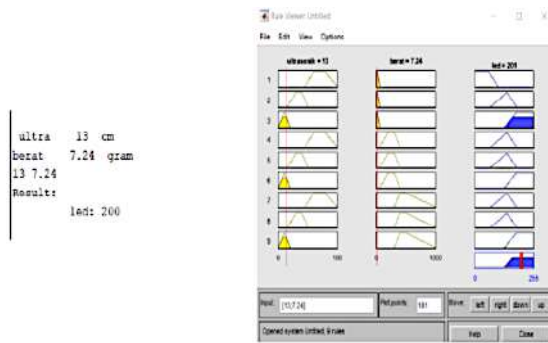 ultra 13 cm
berat 7.24 gram
13 7.24
Result:
led: 200
Rule Viewer: Untitled
File Edit View Options
ultrasonik = 13
berat = 7.24
led = 201
1
2
3
4
5
6
7
8
9
0 100
0 1000
0 255
Input: [13;7.24]
Plot points: 101
Move: left right down up
Opened system Untitled, 9 rules
Help Close